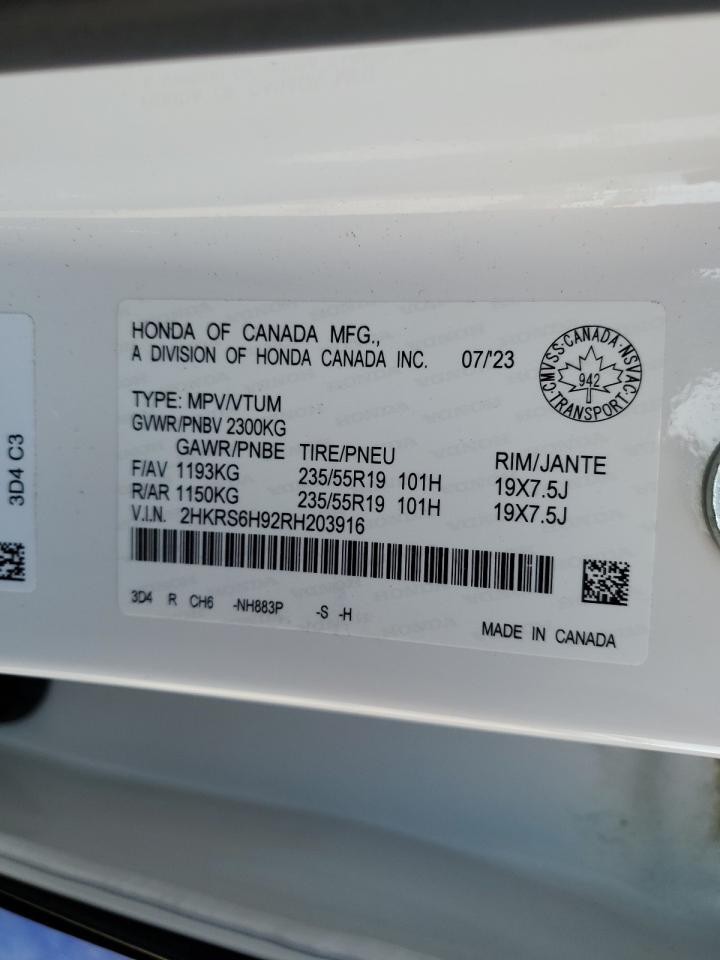 HONDA OF CANADA MFG.,
A DIVISION OF HONDA CANADA INC. 07/'23
CMVSS·CANADA·NSVAC
942
TRANSPORT
TYPE: MPV/VTUM
GVWR/PNBV 2300KG
GAWR/PNBE TIRE/PNEU RIM/JANTE
F/AV 1193KG 235/55R19 101H 19X7.5J
R/AR 1150KG 235/55R19 101H 19X7.5J
V.I.N. 2HKRS6H92RH203916
3D4 R CH6 -NH883P -S -H
MADE IN CANADA
3D4 C3